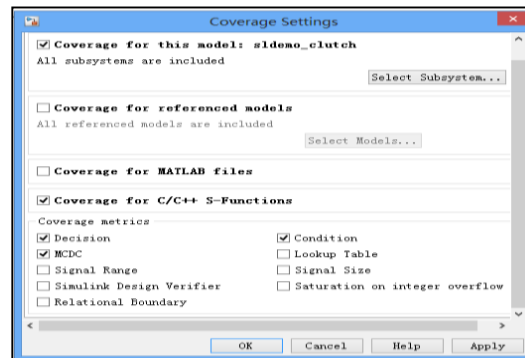 Coverage Settings
Coverage for this model: sldemo_clutch
All subsystems are included
Select Subsystem...
Coverage for referenced models
All referenced models are included
Select Models...
Coverage for MATLAB files
Coverage for C/C++ S-Functions
Coverage metrics
Decision Condition
MCDC Lookup Table
Signal Range Signal Size
Simulink Design Verifier Saturation on integer overflow
Relational Boundary
OK Cancel Help Apply